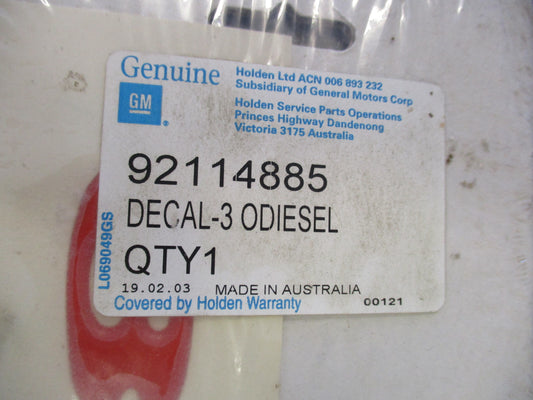 Genuine
GM
®
Holden Ltd ACN 006 893 232
Subsidiary of General Motors Corp
Holden Service Parts Operations
Princes Highway Dandenong
Victoria 3175 Australia
92114885
DECAL-3 ODIESEL
QTY1
19.02.03 MADE IN AUSTRALIA
Covered by Holden Warranty
00121
L069049GS